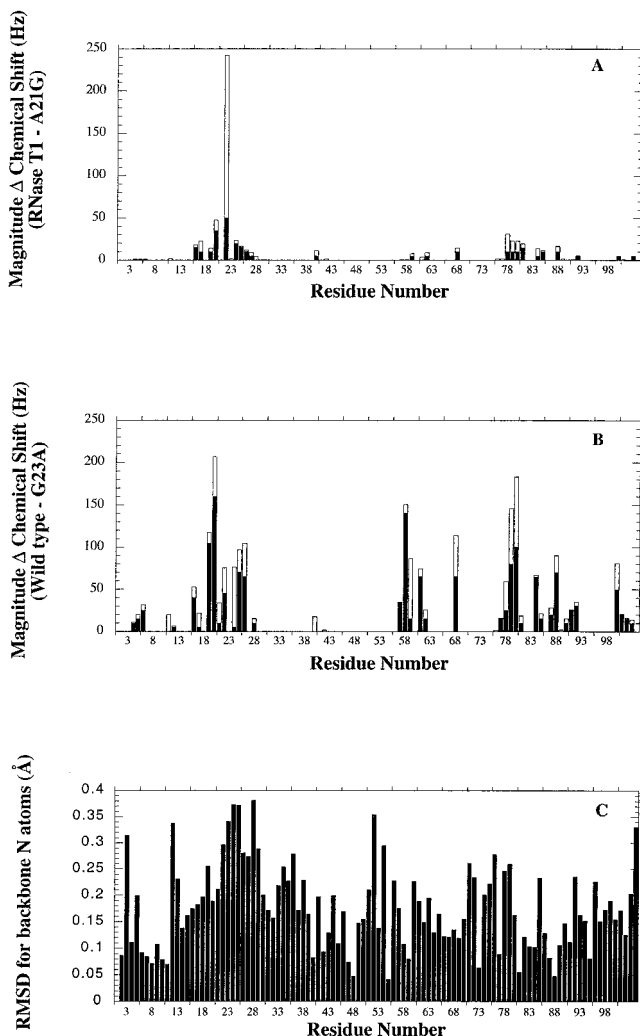 Magnitude Δ Chemical Shift (Hz)
(RNase T1 - A21G)
250
200
150
100
50
0
A
3 8 13 18 23 28 33 38 43 48 53 58 63 68 73 78 83 88 93 98
Residue Number
Magnitude Δ Chemical Shift (Hz)
(Wild type - G23A)
250
200
150
100
50
0
B
3 8 13 18 23 28 33 38 43 48 53 58 63 68 73 78 83 88 93 98
Residue Number
RMSD for backbone N atoms (Å)
0.4
0.35
0.3
0.25
0.2
0.15
0.1
0.05
0
C
3 8 13 18 23 28 33 38 43 48 53 58 63 68 73 78 83 88 93 98
Residue Number